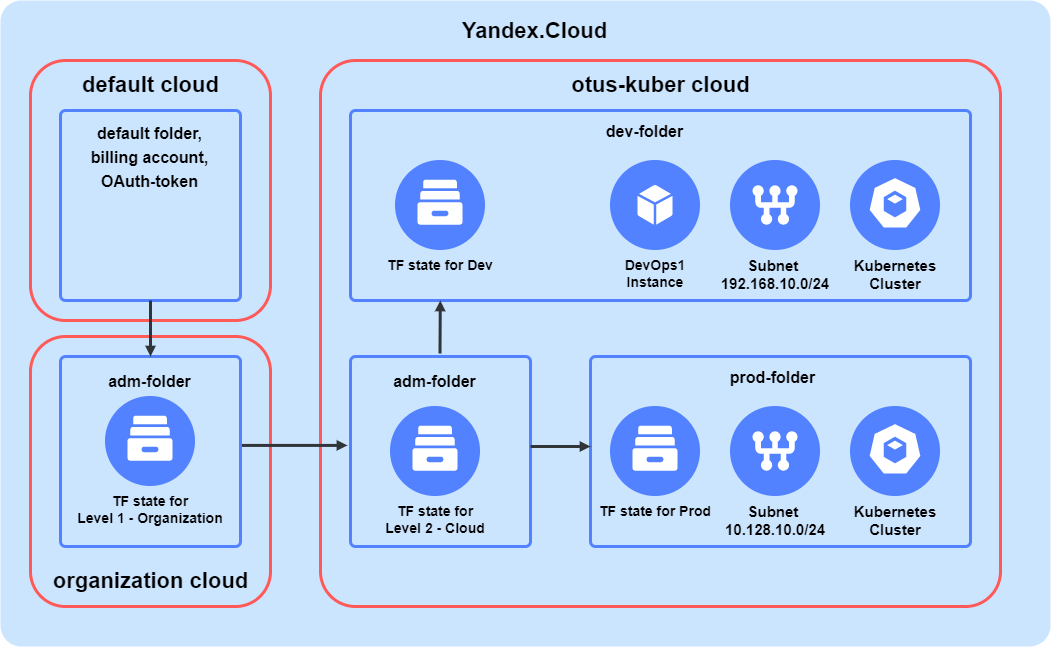 Yandex.Cloud
default cloud
default folder,
billing account,
OAuth-token
adm-folder
TF state for
Level 1 - Organization
organization cloud
otus-kuber cloud
dev-folder
TF state for Dev
DevOps1
Instance
Subnet
192.168.10.0/24
Kubernetes
Cluster
adm-folder
TF state for
Level 2 - Cloud
prod-folder
TF state for Prod
Subnet
10.128.10.0/24
Kubernetes
Cluster